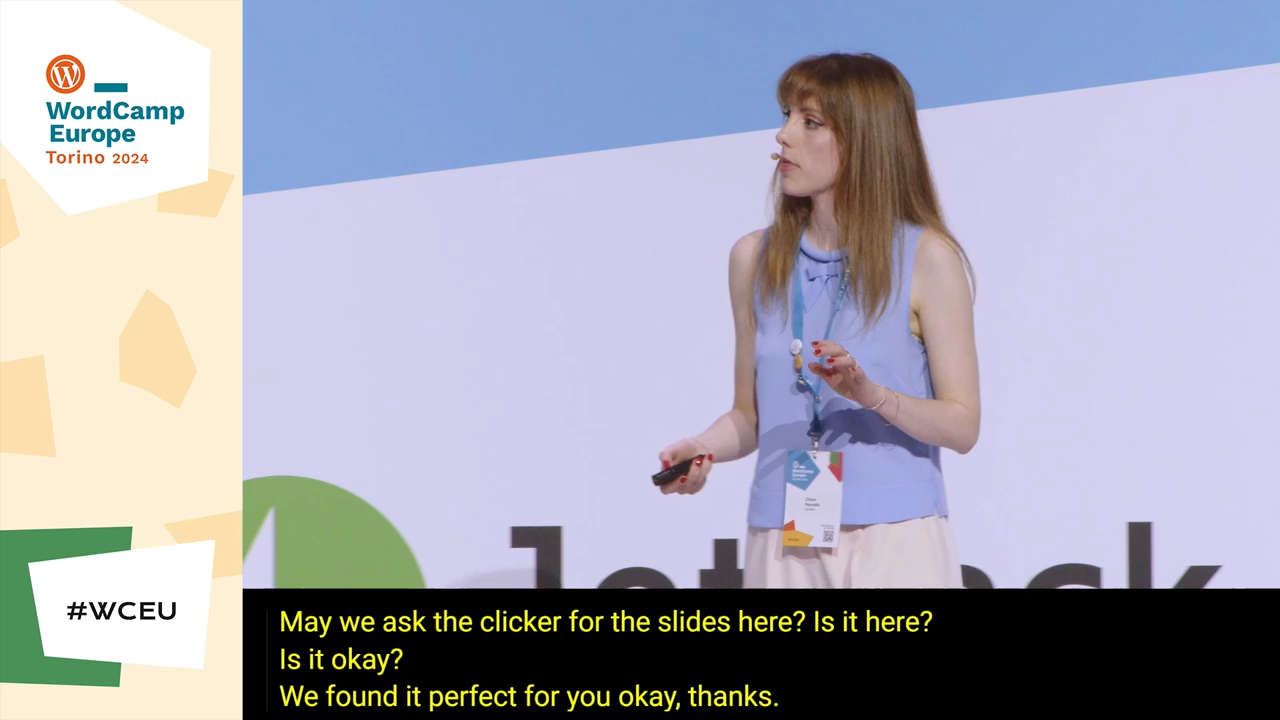 WordCamp
Europe
Torino 2024
#WCEU
May we ask the clicker for the slides here? Is it here?
Is it okay?
We found it perfect for you okay, thanks.